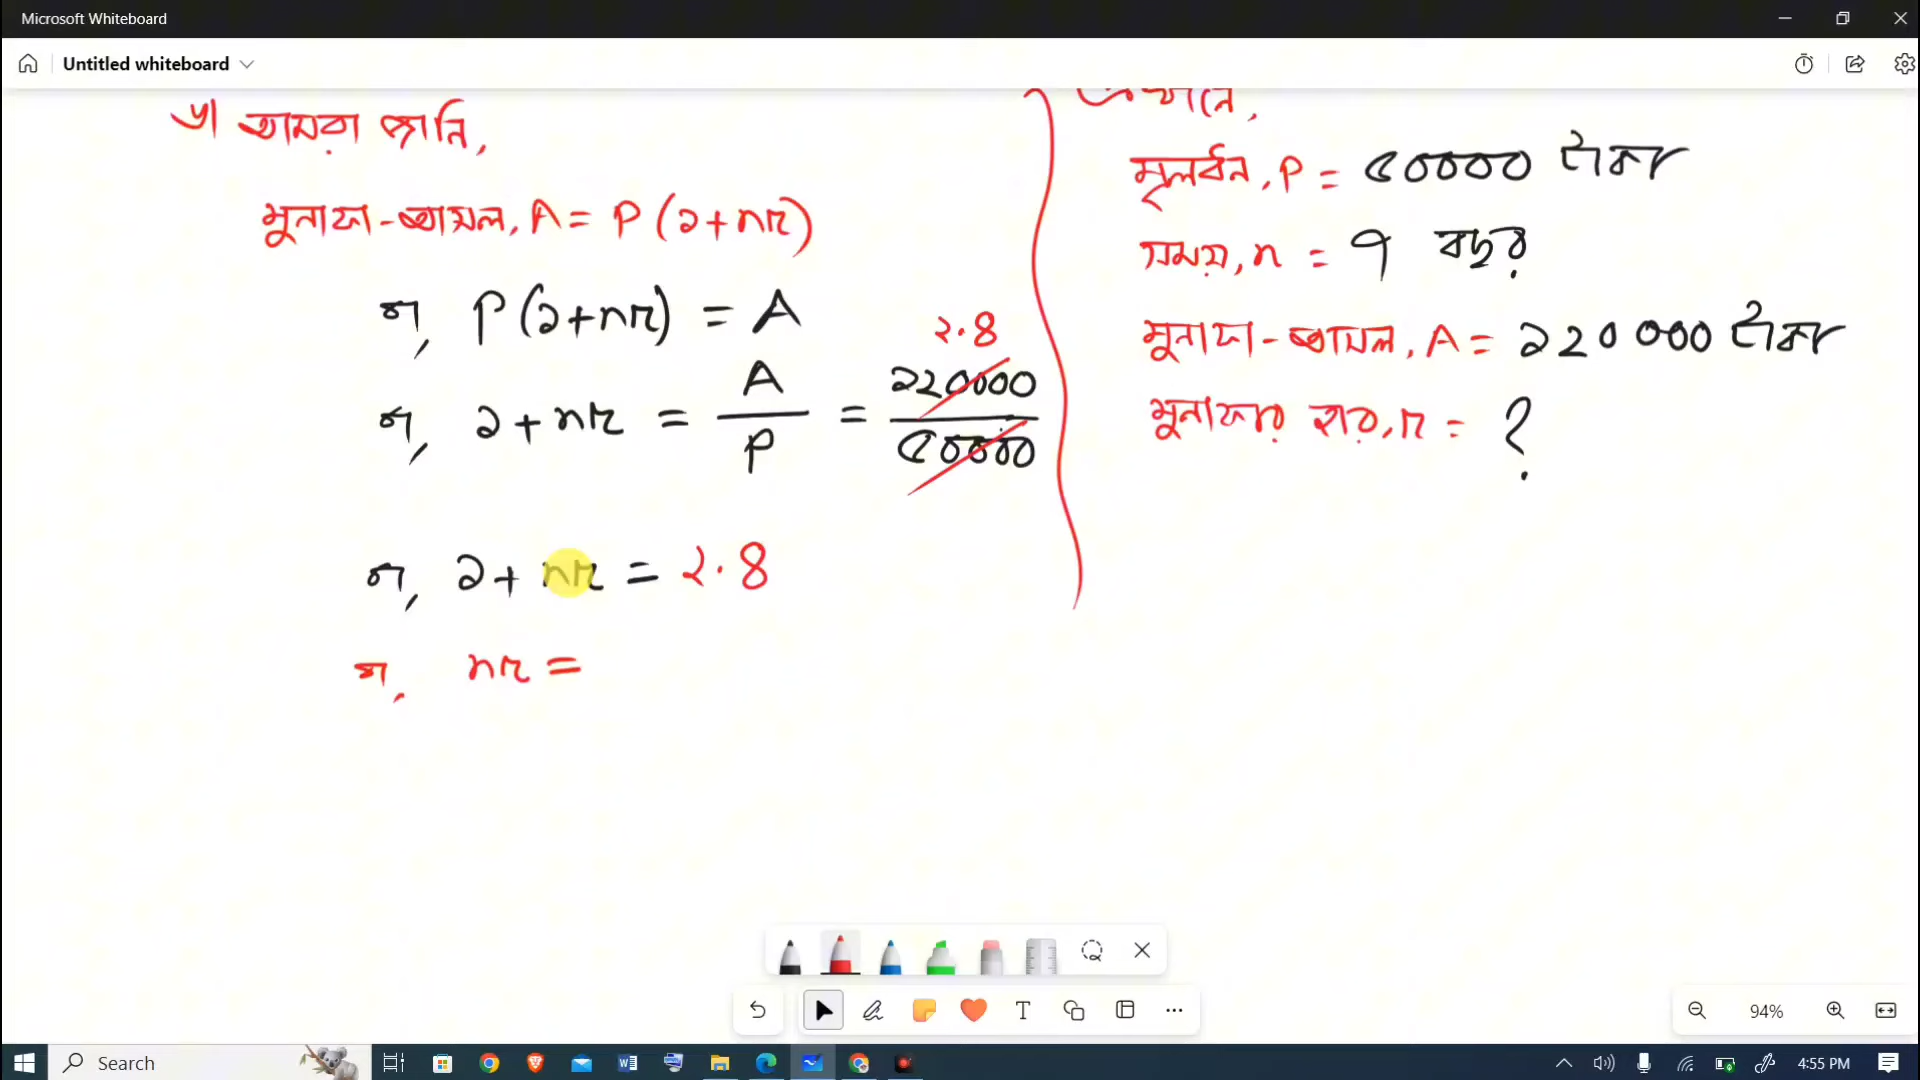 Microsoft Whiteboard
Untitled whiteboard
৬। আমরা জানি,
মুনাফা-আসল, A = P (১+nr)
বা, P (১+nr) = A
বা, ১+nr = A/P = ১২০০০০/৫০০০০ ২.৪
বা, ১+nr = ২.৪
বা, nr =
এখানে,
মূলধন, P = ৫০০০০ টাকা
সময়, n = ৭ বছর
মুনাফা-আসল, A = ১২০০০০ টাকা
মুনাফার হার, r = ?
94%
Search
4:55 PM